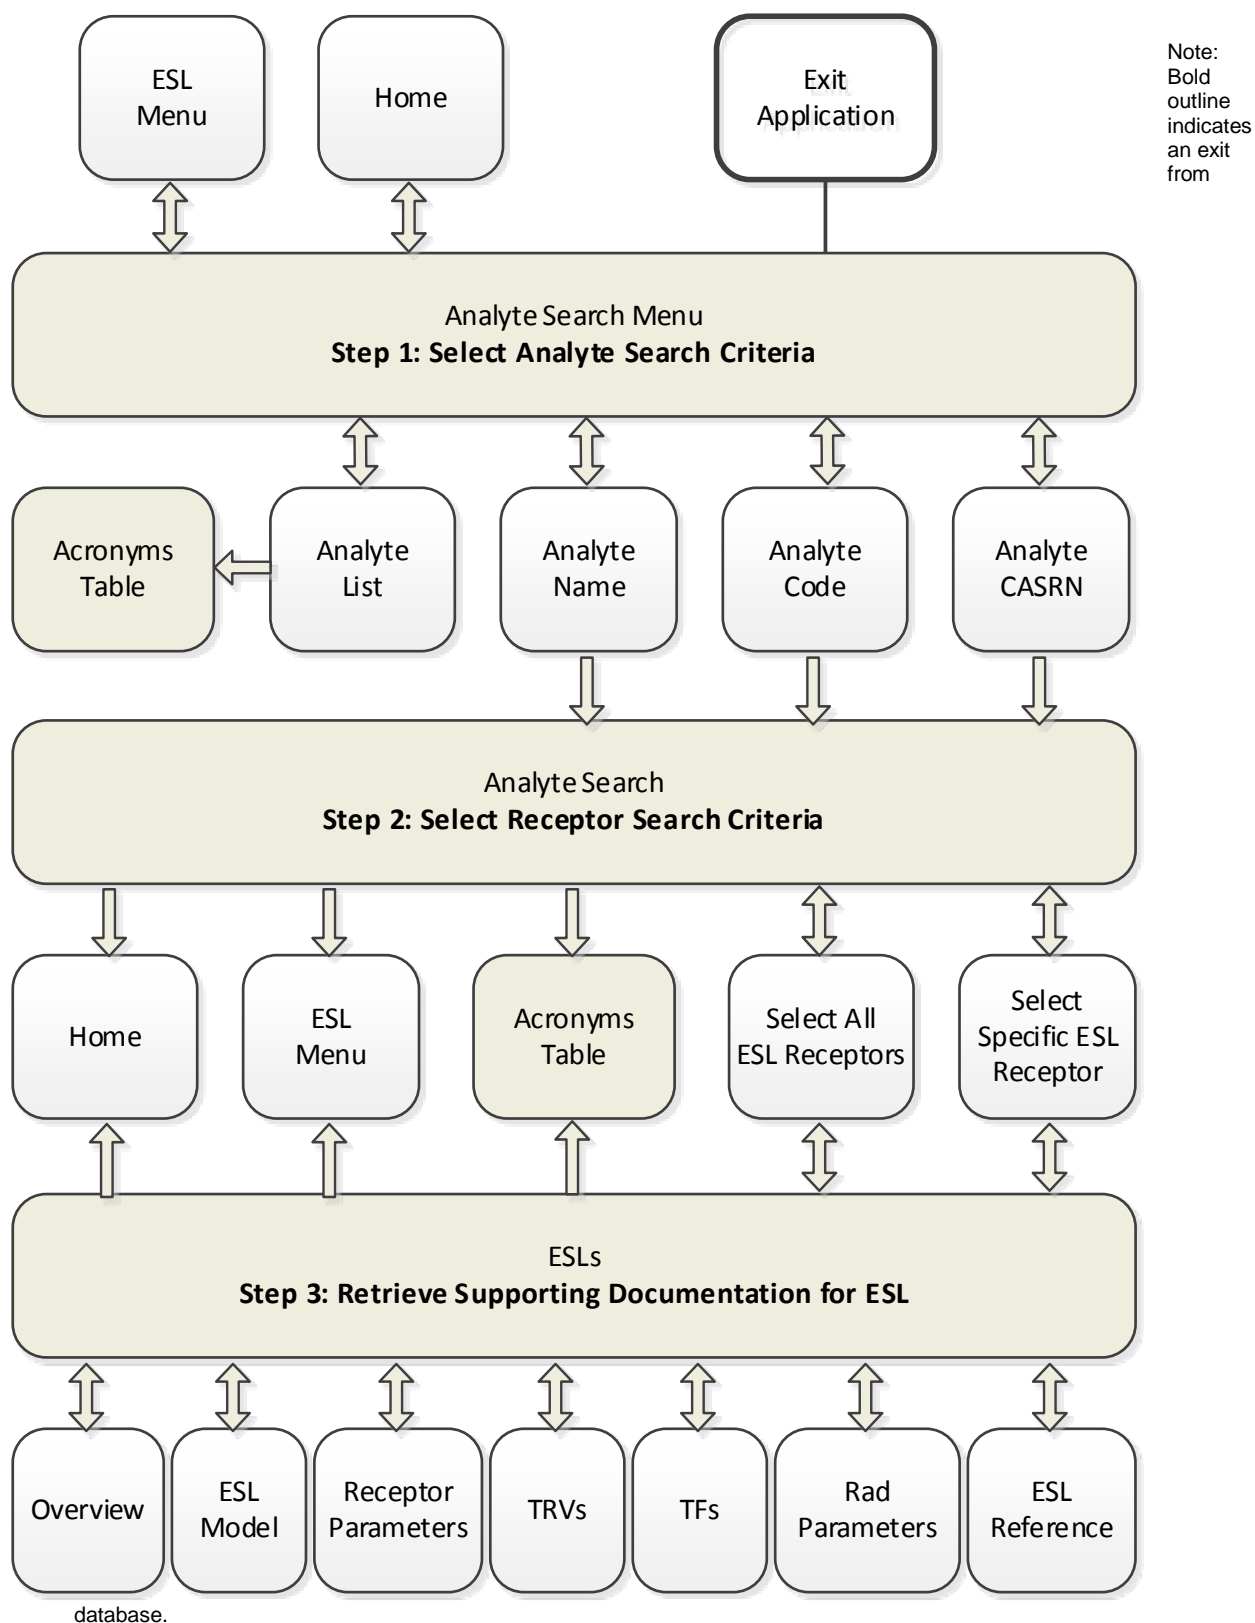 ESL
Menu
Home
Exit
Application
Note:
Bold
outline
indicates
an exit
from
Analyte Search Menu
Step 1: Select Analyte Search Criteria
Acronyms
Table
Analyte
List
Analyte
Name
Analyte
Code
Analyte
CASRN
Analyte Search
Step 2: Select Receptor Search Criteria
Home
ESL
Menu
Acronyms
Table
Select All
ESL Receptors
Select
Specific ESL
Receptor
ESLs
Step 3: Retrieve Supporting Documentation for ESL
Overview
ESL
Model
Receptor
Parameters
TRVs
TFs
Rad
Parameters
ESL
Reference
database.